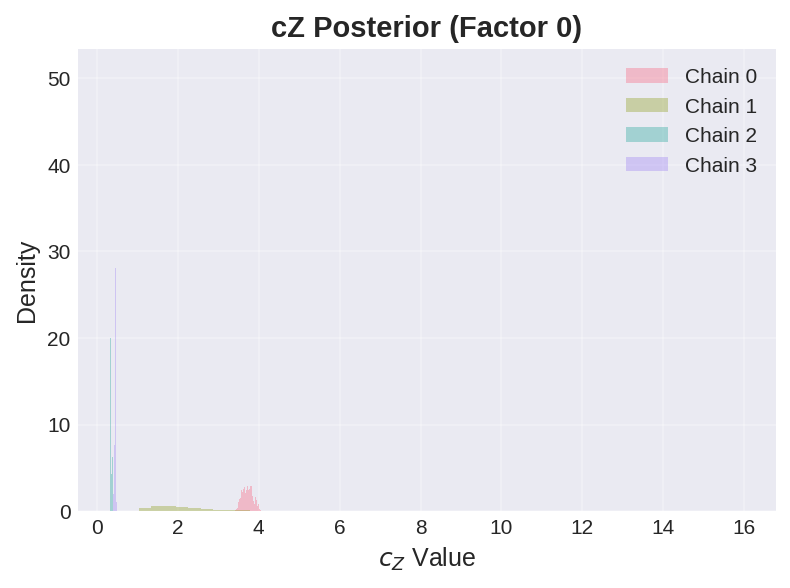 cZ Posterior (Factor 0)
50
40
30
20
10
0
Density
Chain 0
Chain 1
Chain 2
Chain 3
0 2 4 6 8 10 12 14 16
cZ Value